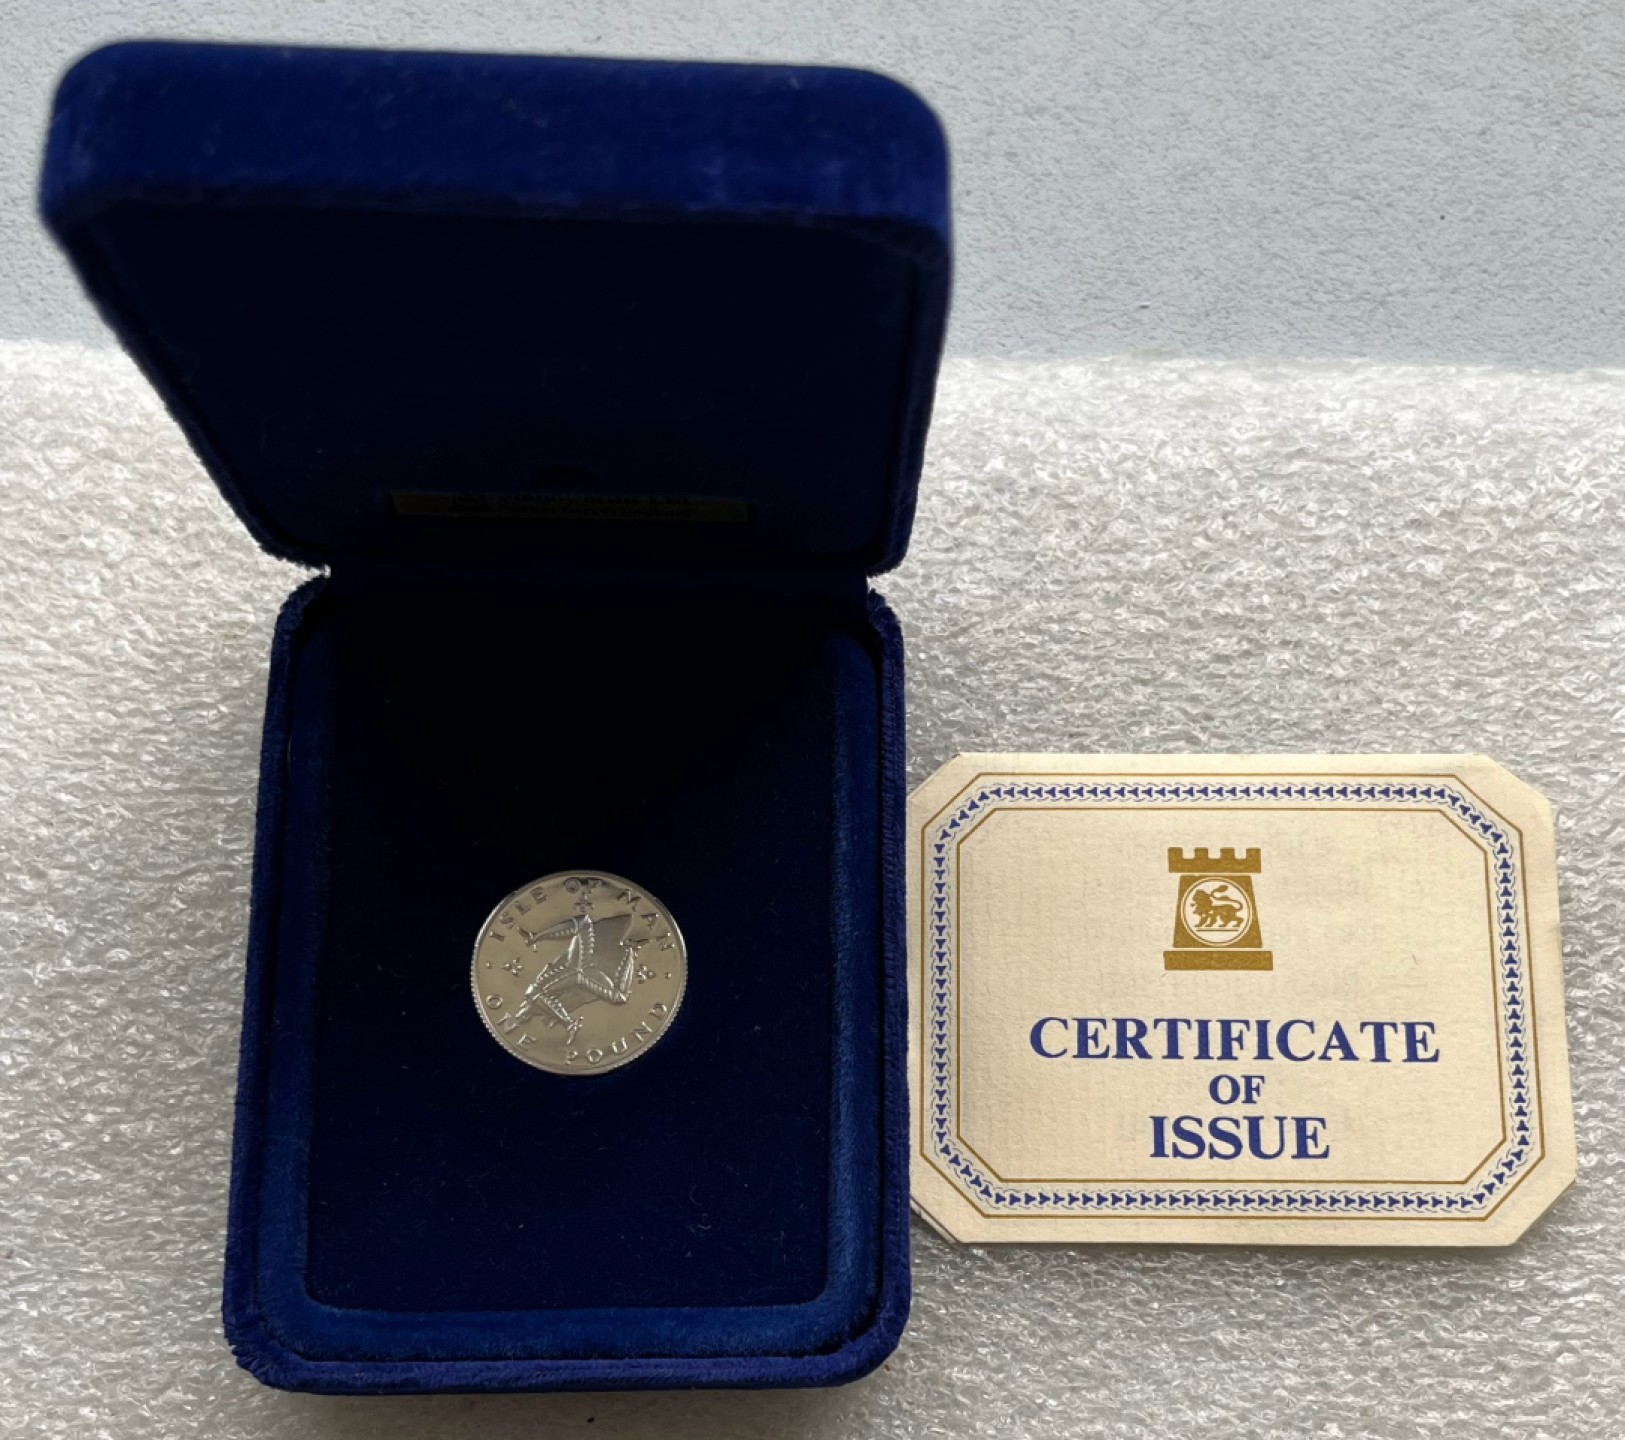 ISLE OF MAN
ONE POUND
CERTIFICATE
OF
ISSUE